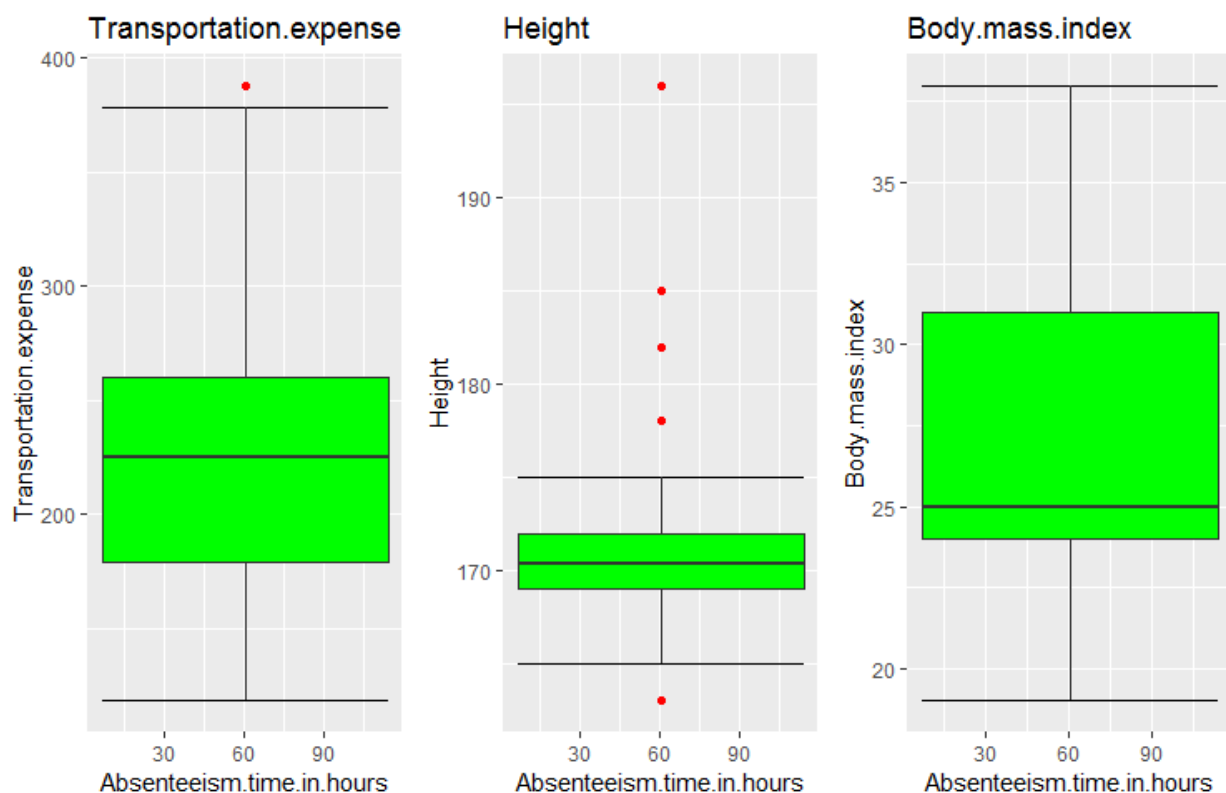 Transportation.expense
Transportation.expense
400
300
200
30 60 90
Absenteeism.time.in.hours
Height
Height
190
180
170
30 60 90
Absenteeism.time.in.hours
Body.mass.index
Body.mass.index
35
30
25
20
30 60 90
Absenteeism.time.in.hours